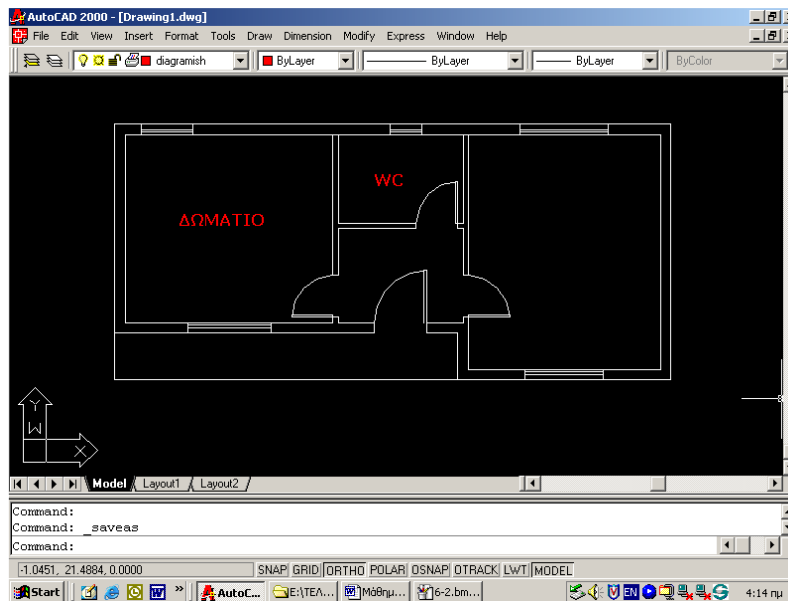 AutoCAD 2000 - [Drawing1.dwg]
File Edit View Insert Format Tools Draw Dimension Modify Express Window Help
diagramish ByLayer ByLayer ByLayer ByColor
WC
ΔΩΜΑΤΙΟ
Y
W
X
Model Layout1 Layout2
Command:
Command: _saveas
Command:
-1.0451, 21.4884, 0.0000 SNAP GRID ORTHO POLAR OSNAP OTRACK LWT MODEL
Start » AutoC... E:\ΤΕΛ... Μάθημ... 6-2.bm... EN 4:14 πμ